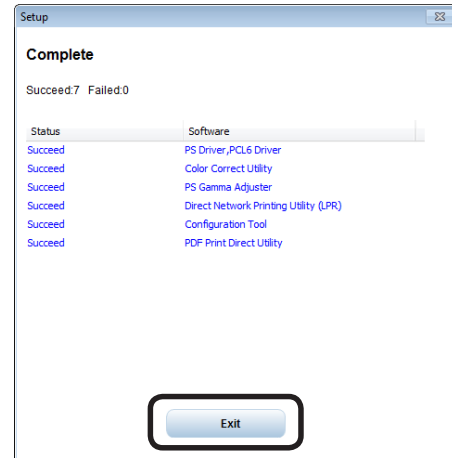 Setup
Complete
Succeed:7 Failed:0
Status Software
Succeed PS Driver,PCL6 Driver
Succeed Color Correct Utility
Succeed PS Gamma Adjuster
Succeed Direct Network Printing Utility (LPR)
Succeed Configuration Tool
Succeed PDF Print Direct Utility
Exit